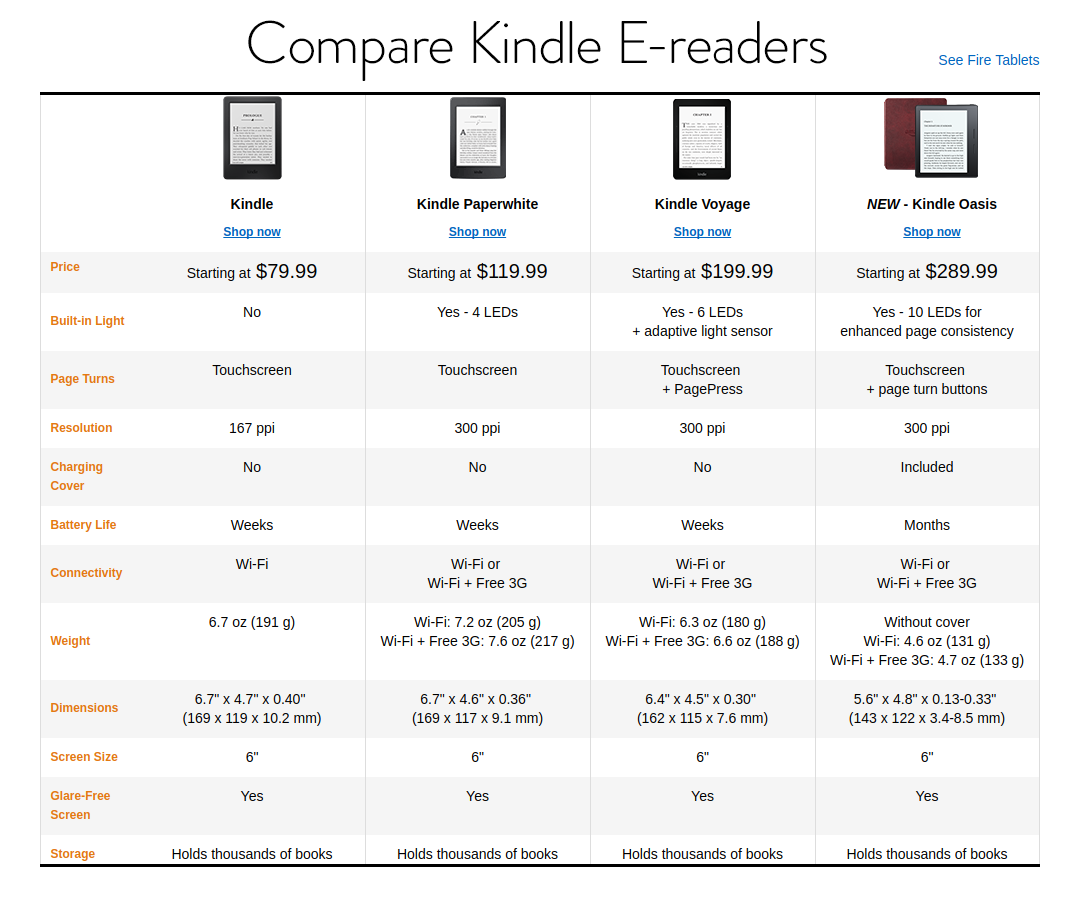 Compare Kindle E-readers
See Fire Tablets
Kindle
Kindle Paperwhite
Kindle Voyage
NEW - Kindle Oasis
Shop now
Shop now
Shop now
Shop now
Price
Starting at $79.99
Starting at $119.99
Starting at $199.99
Starting at $289.99
Built-in Light
No
Yes - 4 LEDs
Yes - 6 LEDs
+ adaptive light sensor
Yes - 10 LEDs for
enhanced page consistency
Page Turns
Touchscreen
Touchscreen
Touchscreen
+ PagePress
Touchscreen
+ page turn buttons
Resolution
167 ppi
300 ppi
300 ppi
300 ppi
Charging
Cover
No
No
No
Included
Battery Life
Weeks
Weeks
Weeks
Months
Connectivity
Wi-Fi
Wi-Fi or
Wi-Fi + Free 3G
Wi-Fi or
Wi-Fi + Free 3G
Wi-Fi or
Wi-Fi + Free 3G
Weight
6.7 oz (191 g)
Wi-Fi: 7.2 oz (205 g)
Wi-Fi + Free 3G: 7.6 oz (217 g)
Wi-Fi: 6.3 oz (180 g)
Wi-Fi + Free 3G: 6.6 oz (188 g)
Without cover
Wi-Fi: 4.6 oz (131 g)
Wi-Fi + Free 3G: 4.7 oz (133 g)
Dimensions
6.7" x 4.7" x 0.40"
(169 x 119 x 10.2 mm)
6.7" x 4.6" x 0.36"
(169 x 117 x 9.1 mm)
6.4" x 4.5" x 0.30"
(162 x 115 x 7.6 mm)
5.6" x 4.8" x 0.13-0.33"
(143 x 122 x 3.4-8.5 mm)
Screen Size
6"
6"
6"
6"
Glare-Free
Screen
Yes
Yes
Yes
Yes
Storage
Holds thousands of books
Holds thousands of books
Holds thousands of books
Holds thousands of books